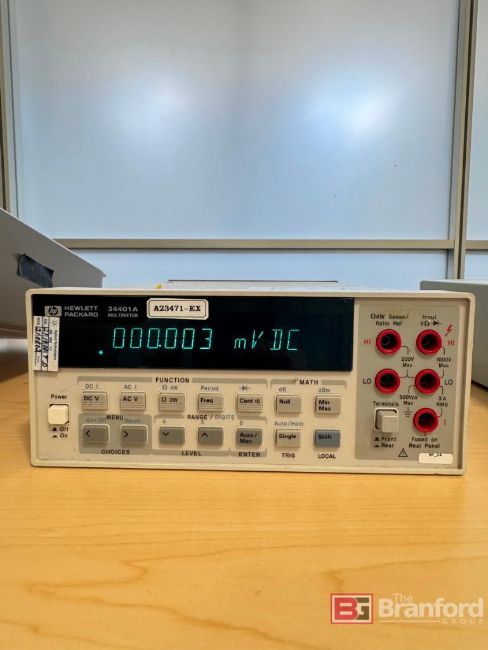 hp HEWLETT PACKARD
34401A MULTIMETER
A23471-EX
000.003 mVDC
FUNCTION
MATH
DC I
AC I
Ω 4W
Period
dB
dBm
DC V
AC V
Ω 2W
Freq
Cont
Null
Min Max
Power
Off
On
On/Off
MENU
Recall
RANGE / DIGITS
4
5
6
Auto/Hold
<
>
Auto/Man
Single
Shift
CHOICES
LEVEL
ENTER
TRIG
LOCAL
Ω4W Sense/ Ratio Ref
Input VΩ
HI
HI
200V Max
1000V Max
LO
LO
500Vpk Max
3A RMS
Terminals
I
Front
Rear
Fused on Rear Panel
The
BG Branford
GROUP